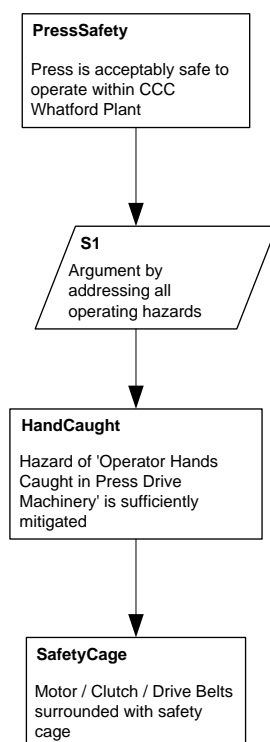 PressSafety
Press is acceptably safe to
operate within CCC
Whatford Plant
S1
Argument by
addressing all
operating hazards
HandCaught
Hazard of 'Operator Hands
Caught in Press Drive
Machinery' is sufficiently
mitigated
SafetyCage
Motor / Clutch / Drive Belts
surrounded with safety
cage